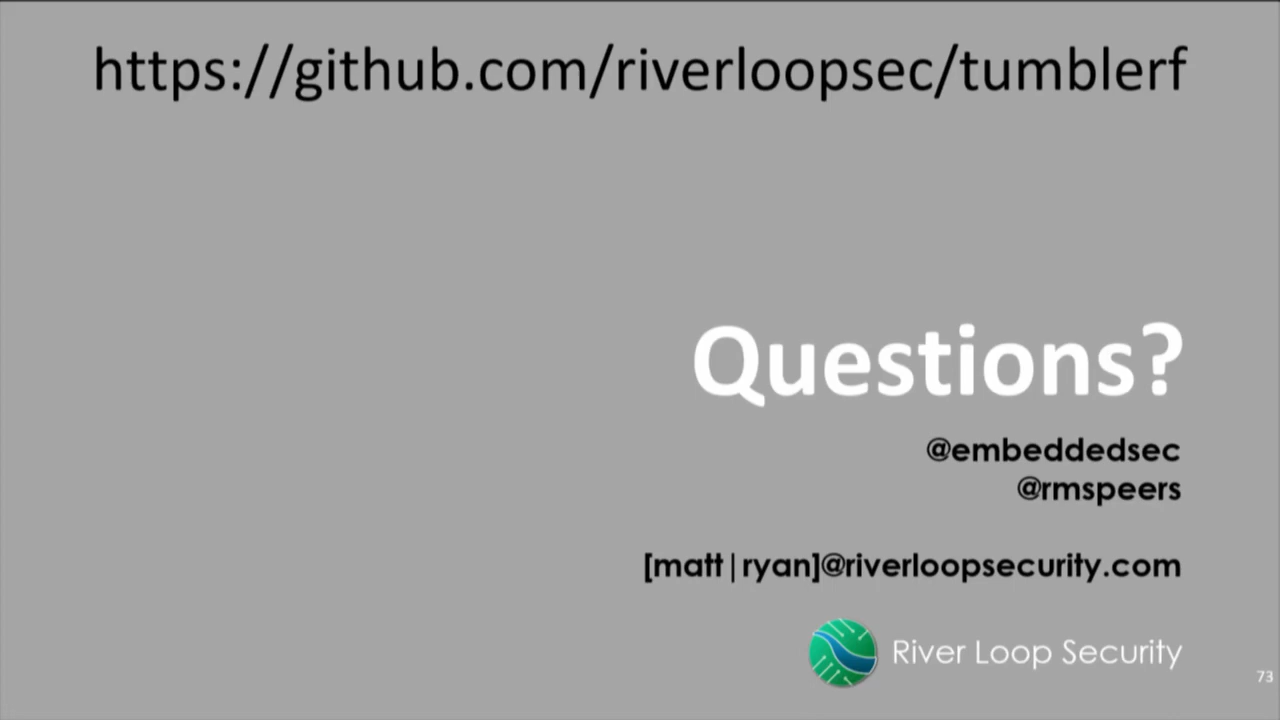 https://github.com/riverloopsec/tumblerf
Questions?
@embeddedsec
@rmspeers
[matt|ryan]@riverloopsecurity.com
River Loop Security
73